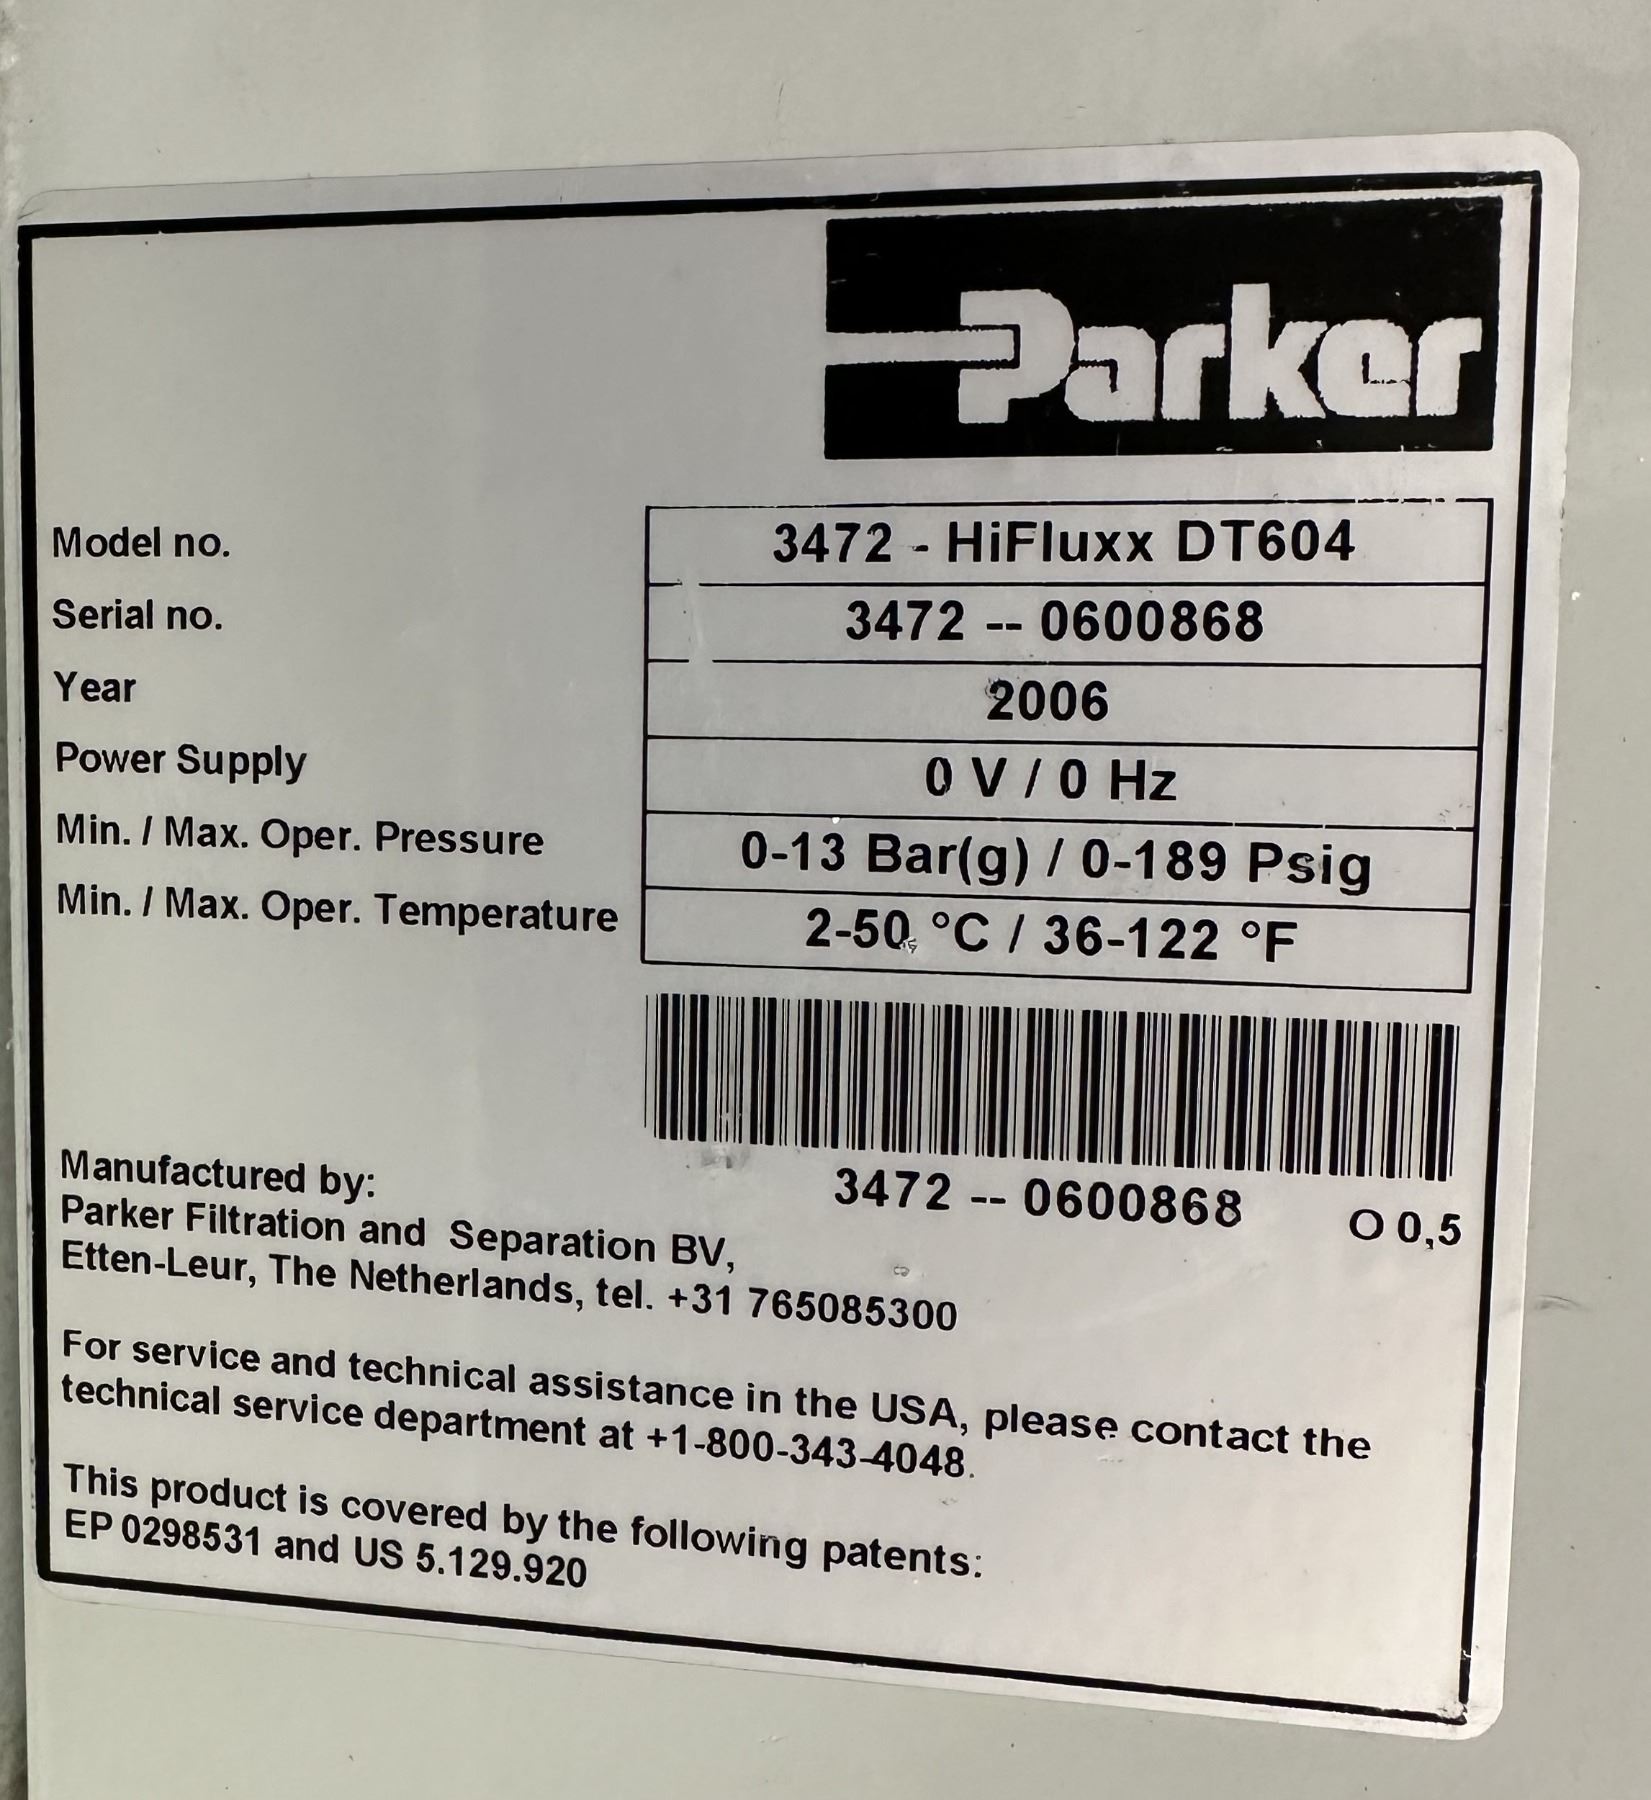 Parker
Model no. 3472 - HiFluxx DT604
Serial no. 3472 -- 0600868
Year 2006
Power Supply 0 V / 0 Hz
Min. / Max. Oper. Pressure 0-13 Bar(g) / 0-189 Psig
Min. / Max. Oper. Temperature 2-50 °C / 36-122 °F
3472 -- 0600868 O 0,5
Manufactured by:
Parker Filtration and Separation BV,
Etten-Leur, The Netherlands, tel. +31 765085300
For service and technical assistance in the USA, please contact the
technical service department at +1-800-343-4048.
This product is covered by the following patents:
EP 0298531 and US 5.129.920